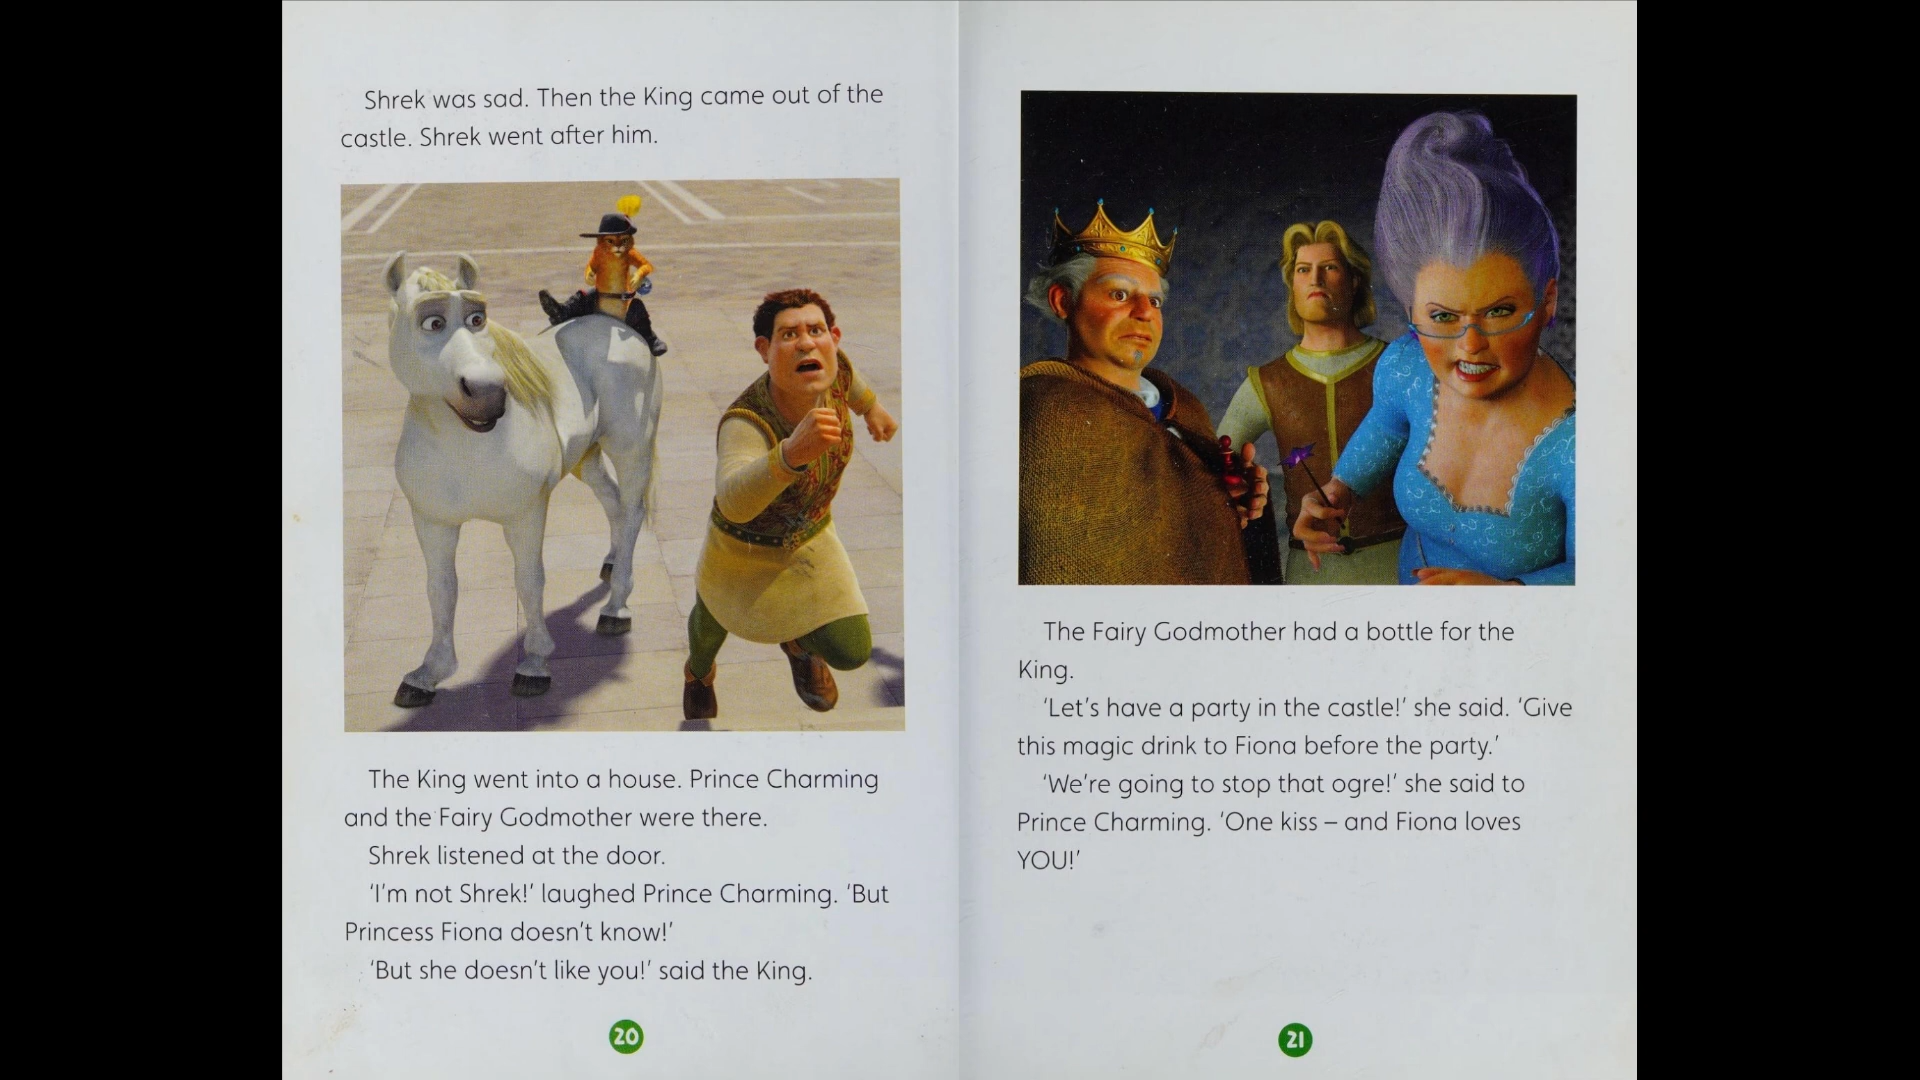 Shrek was sad. Then the King came out of the
castle. Shrek went after him.
The King went into a house. Prince Charming
and the Fairy Godmother were there.
Shrek listened at the door.
‘I’m not Shrek!’ laughed Prince Charming. ‘But
Princess Fiona doesn’t know!’
‘But she doesn’t like you!’ said the King.
20
The Fairy Godmother had a bottle for the
King.
‘Let’s have a party in the castle!’ she said. ‘Give
this magic drink to Fiona before the party.’
‘We’re going to stop that ogre!’ she said to
Prince Charming. ‘One kiss – and Fiona loves
YOU!’
21